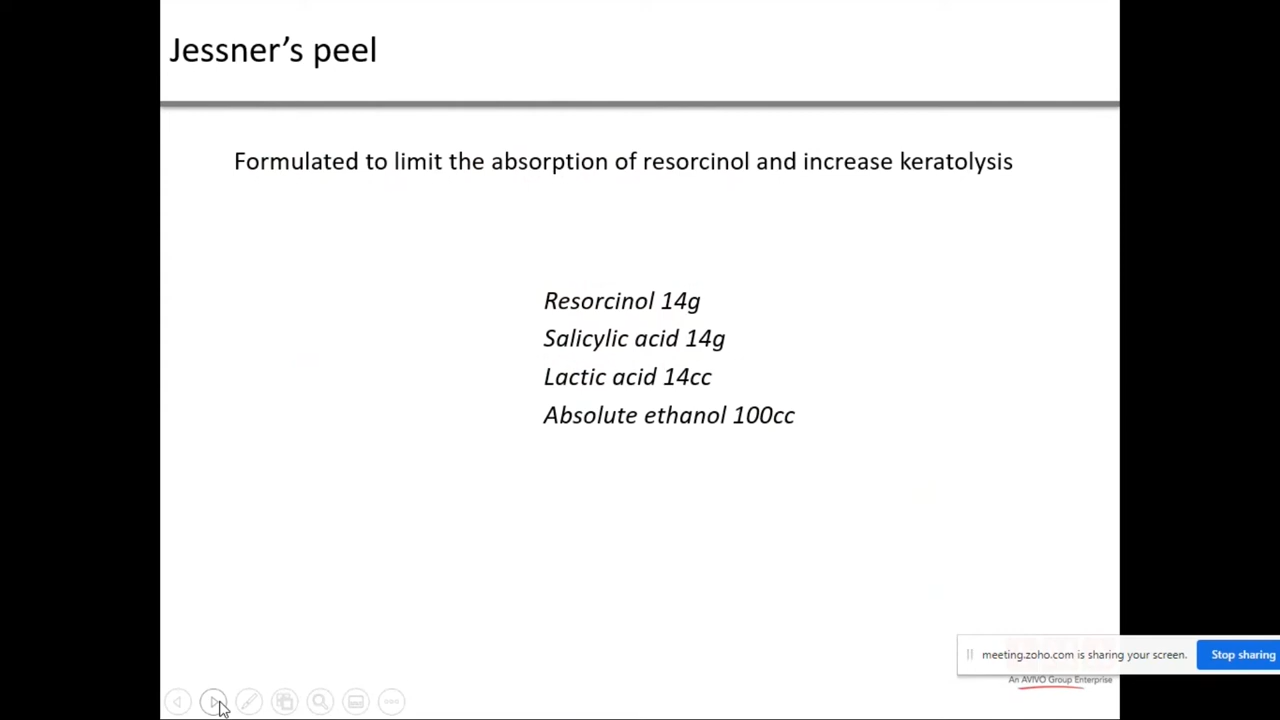 Jessner’s peel
Formulated to limit the absorption of resorcinol and increase keratolysis
Resorcinol 14g
Salicylic acid 14g
Lactic acid 14cc
Absolute ethanol 100cc
meeting.zoho.com is sharing your screen.
Stop sharing
An AVIVO Group Enterprise